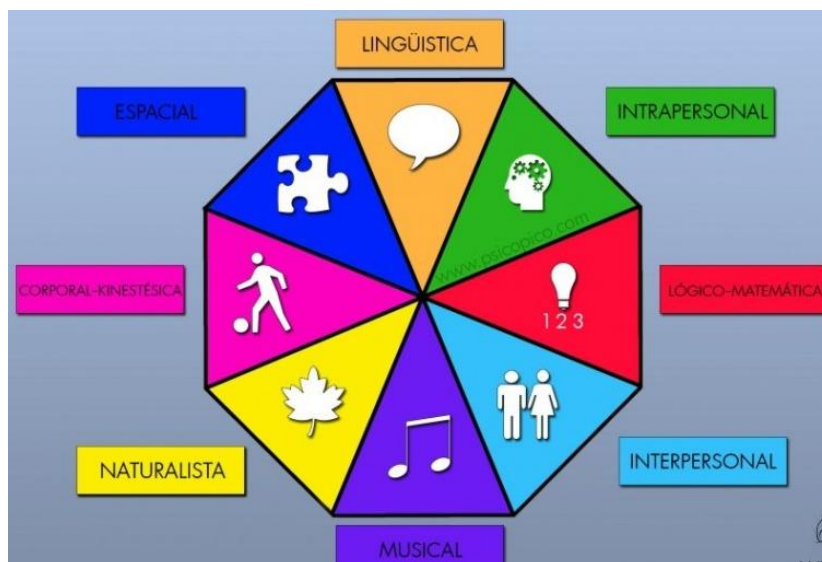 LINGÜISTICA
ESPACIAL
INTRAPERSONAL
www.psicopico.com
CORPORAL-KINESTÉSICA
LÓGICO-MATEMÁTICA
1 2 3
NATURALISTA
INTERPERSONAL
MUSICAL